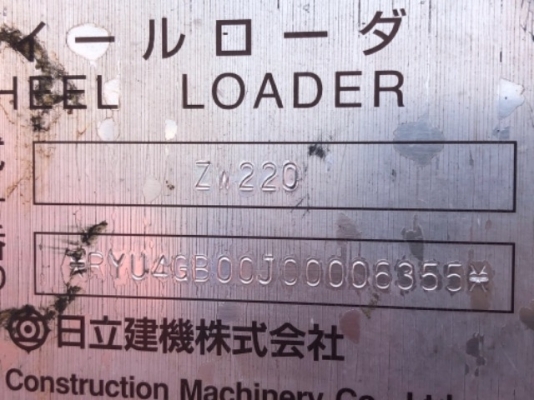 イールローダ
HEEL LOADER
ZW220
*RYU4GB00JC0006355*
日立建機株式会社
Construction Machinery Co., Ltd.